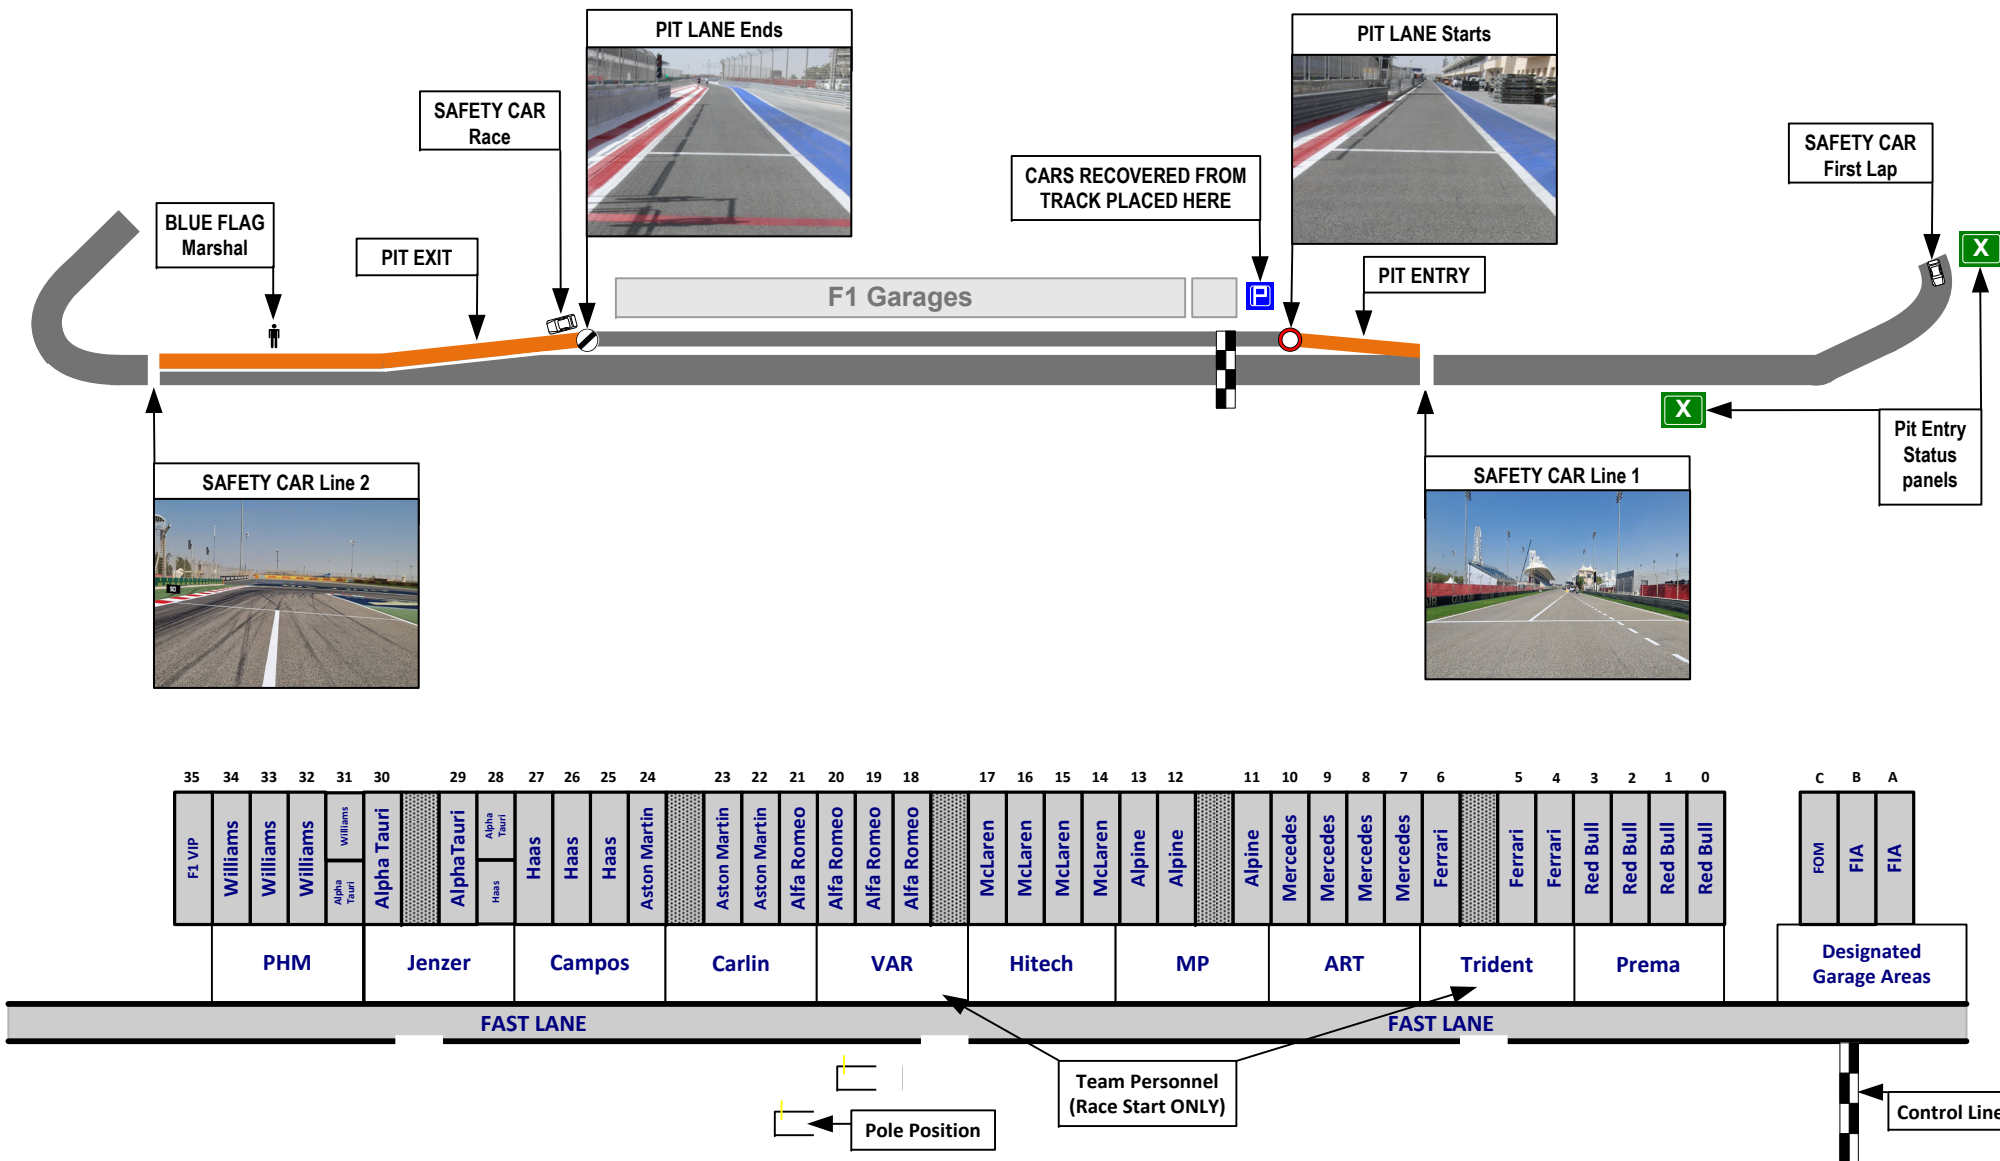 PIT LANE Ends
PIT LANE Starts
SAFETY CAR
Race
SAFETY CAR
First Lap
CARS RECOVERED FROM
TRACK PLACED HERE
BLUE FLAG
Marshal
PIT EXIT
PIT ENTRY
X
F1 Garages
P
X
Pit Entry
Status
panels
SAFETY CAR Line 2
SAFETY CAR Line 1
50
35 34 33 32 31 30 29 28 27 26 25 24 23 22 21 20 19 18 17 16 15 14 13 12 11 10 9 8 7 6 5 4 3 2 1 0 C B A
F1 VIP
Williams
Williams
Williams
Williams
Alpha
Tauri
Alpha Tauri
AlphaTauri
Alpha
Tauri
Haas
Haas
Haas
Haas
Aston Martin
Aston Martin
Aston Martin
Alfa Romeo
Alfa Romeo
Alfa Romeo
Alfa Romeo
McLaren
McLaren
McLaren
McLaren
Alpine
Alpine
Alpine
Mercedes
Mercedes
Mercedes
Mercedes
Ferrari
Ferrari
Ferrari
Red Bull
Red Bull
Red Bull
Red Bull
FOM
FIA
FIA
PHM Jenzer Campos Carlin VAR Hitech MP ART Trident Prema
Designated
Garage Areas
FAST LANE FAST LANE
Team Personnel
(Race Start ONLY)
Pole Position
Control Line